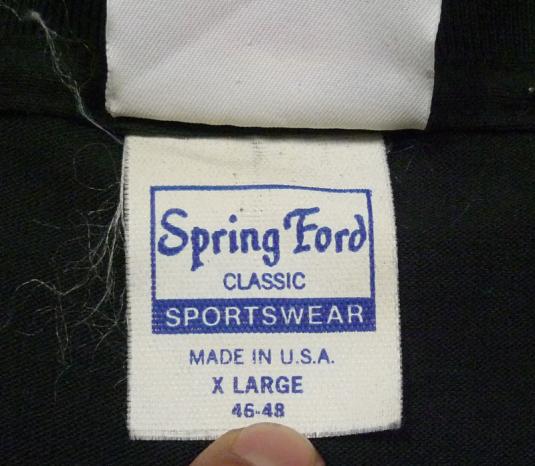 Spring Ford
CLASSIC
SPORTSWEAR
MADE IN U.S.A.
X LARGE
46-48